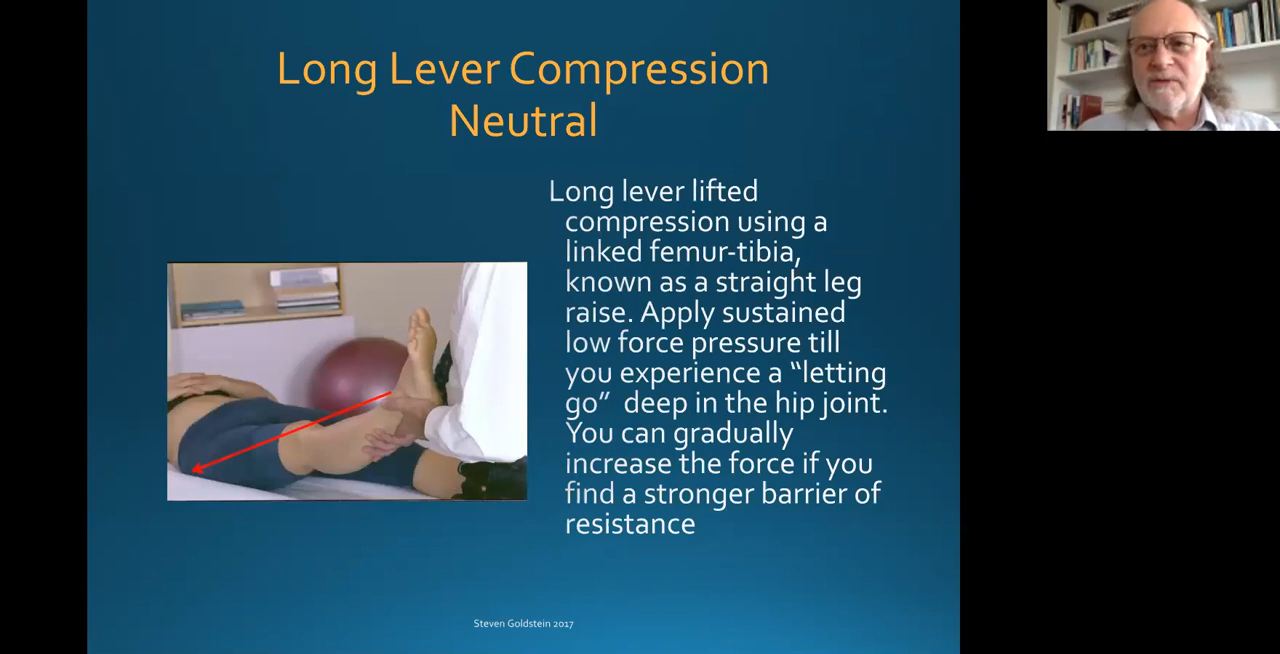 Long Lever Compression
Neutral
Long lever lifted
compression using a
linked femur-tibia,
known as a straight leg
raise. Apply sustained
low force pressure till
you experience a “letting
go” deep in the hip joint.
You can gradually
increase the force if you
find a stronger barrier of
resistance
Steven Goldstein 2017